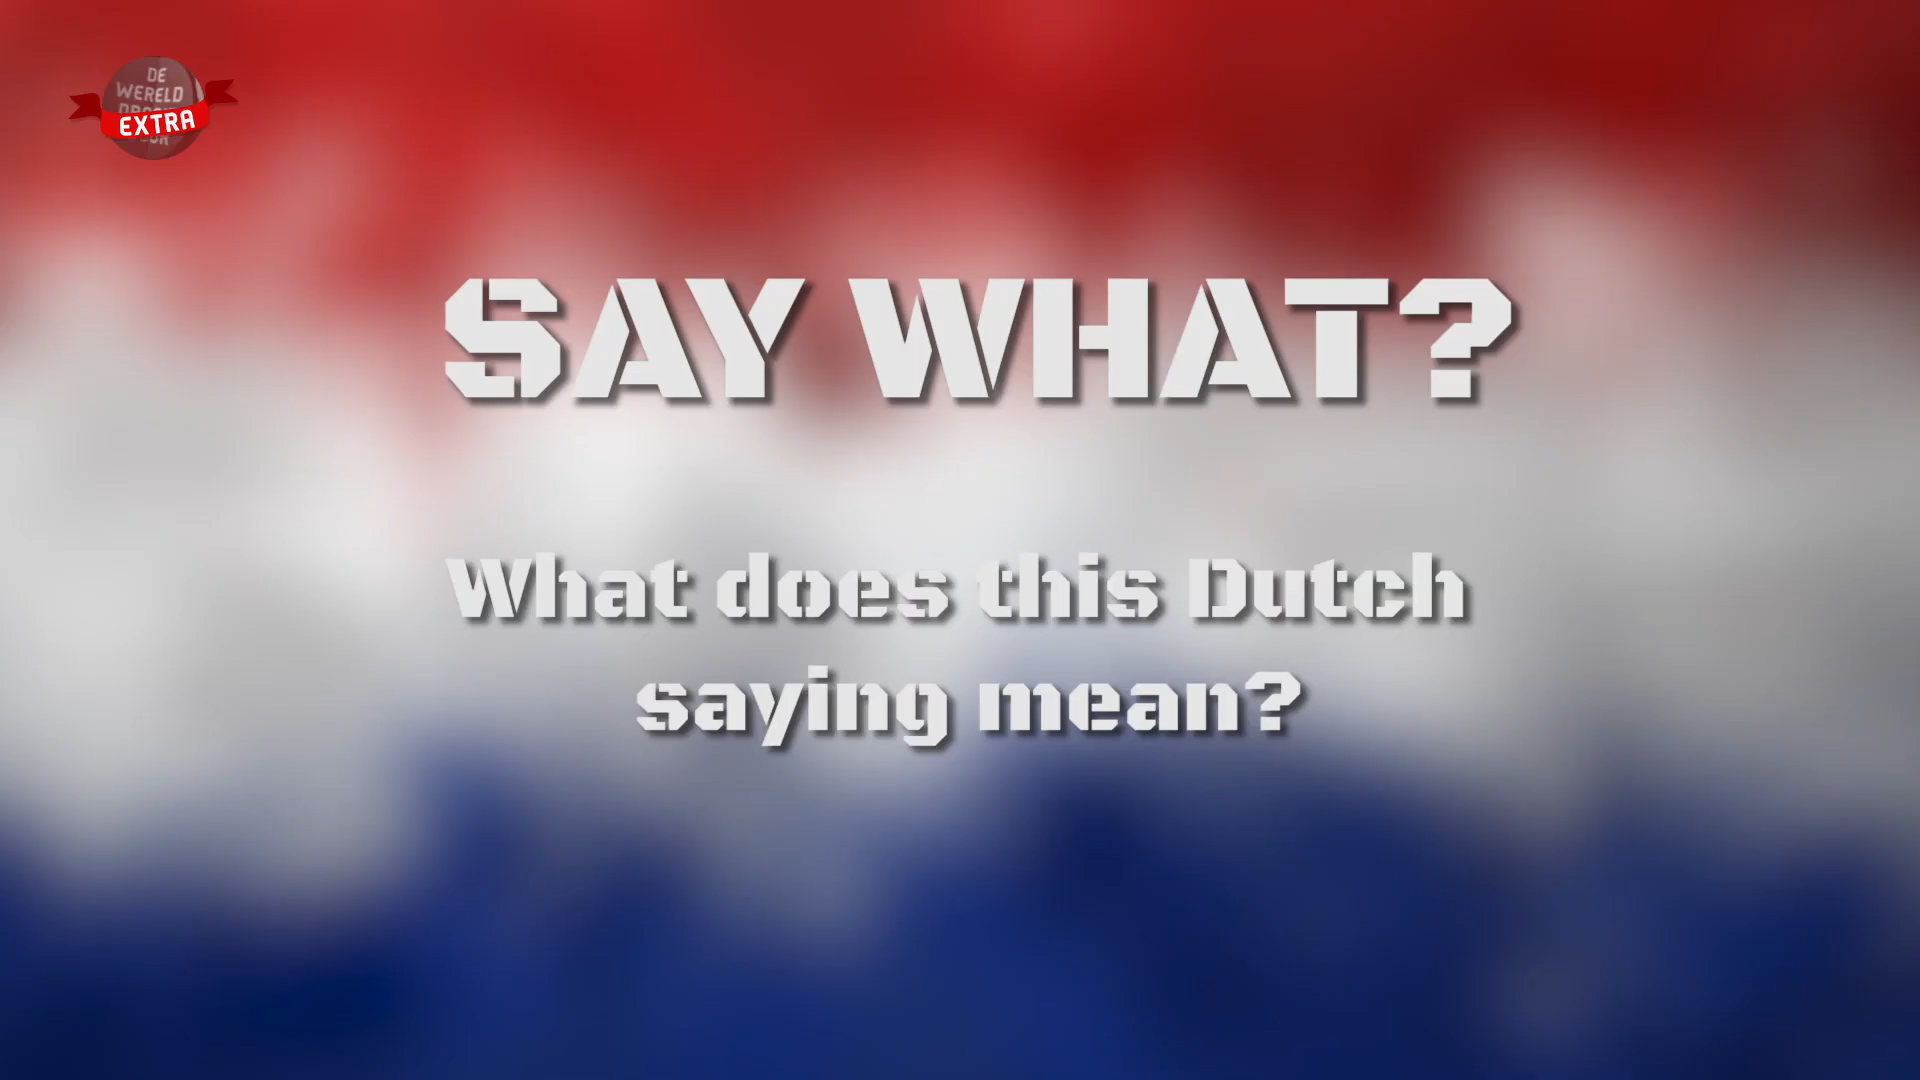 DE
WERELD
EXTRA
SAY WHAT?
What does this Dutch
saying mean?